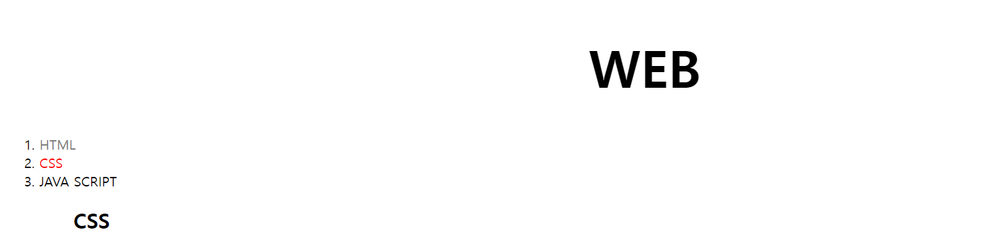 WEB
1. HTML
2. CSS
3. JAVA SCRIPT
CSS